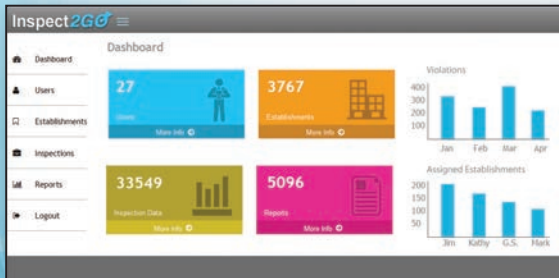 Inspect2GO
Dashboard
Dashboard
Users
Establishments
Inspections
Reports
Logout
27
Users
More Info
3767
Establishments
More Info
33549
Inspection Data
More Info
5096
Reports
More Info
Violations
400
300
200
100
Jan Feb Mar Apr
Assigned Establishments
200
150
100
50
Jim Kathy G.S. Mark